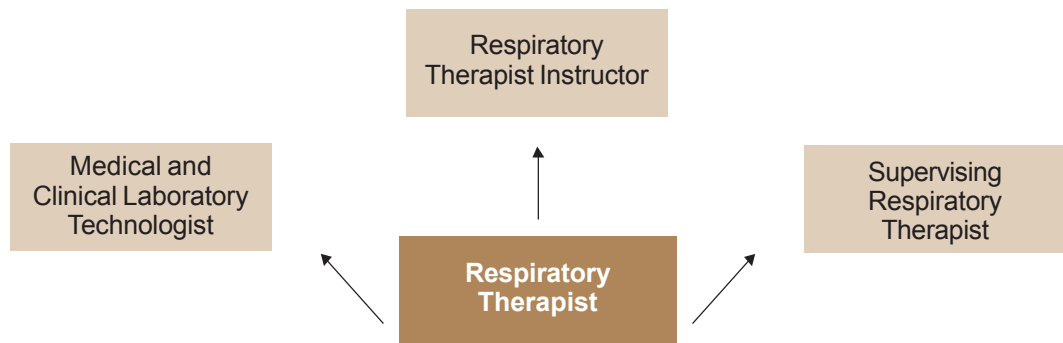 Respiratory
Therapist Instructor
Medical and
Clinical Laboratory
Technologist
Supervising
Respiratory
Therapist
Respiratory
Therapist